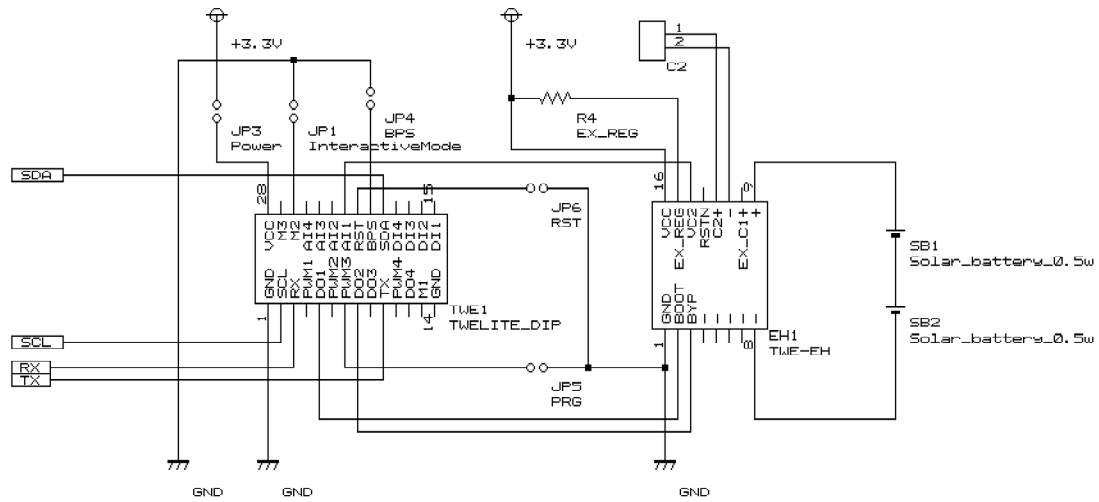 +3.3V
+3.3V
1
2
C2
JP3
Power
JP1
InteractiveMode
JP4
BPS
R4
EX_REG
SDA
28
15
VCC
M3
M2
AI4
AI3
AI2
AI1
RST
BPS
SDA
DI4
DI3
DI2
DI1
GND
SCL
RX
PWM1
DO1
PWM2
PWM3
DO2
DO3
TX
PWM4
DO4
M1
GND
1
14
TWE1
TWELITE_DIP
JP6
RST
16
9
VCC
EX_REG
VC2
RSTN
C2+
-
EX_C1+
+
GND
BOOT
BYP
-
-
-
-
-
1
8
EH1
TWE-EH
SB1
Solar_battery_0.5w
SB2
Solar_battery_0.5w
SCL
RX
TX
JP5
PRG
GND
GND
GND